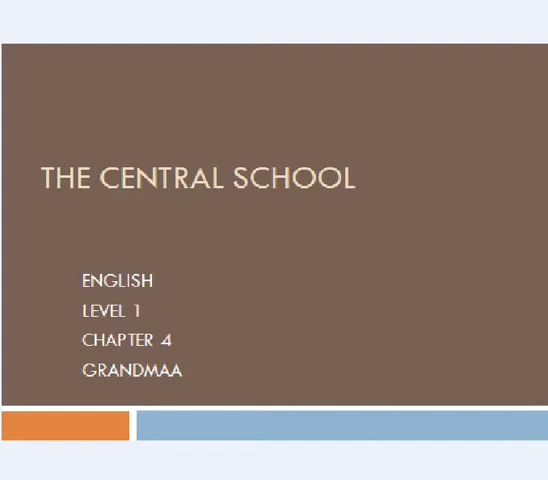 THE CENTRAL SCHOOL
ENGLISH
LEVEL 1
CHAPTER 4
GRANDMAA